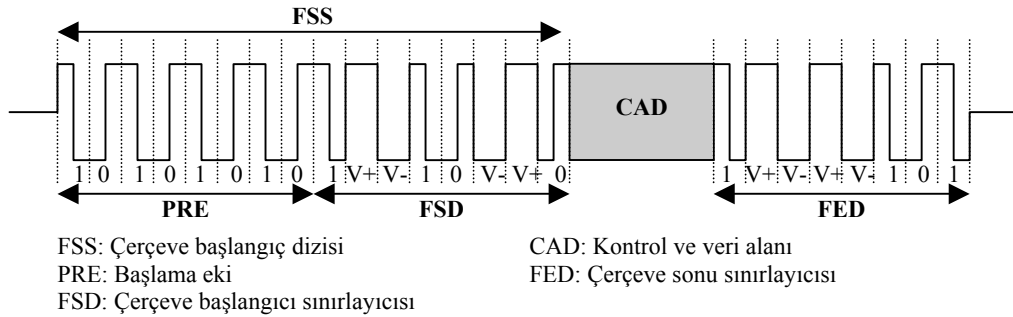 FSS
CAD
1 0 1 0 1 0 1 0 1 V+ V- 1 0 V- V+ 0 1 V+ V- V+ V- 1 0 1
PRE FSD FED
FSS: Çerçeve başlangıç dizisi CAD: Kontrol ve veri alanı
PRE: Başlama eki FED: Çerçeve sonu sınırlayıcısı
FSD: Çerçeve başlangıcı sınırlayıcısı